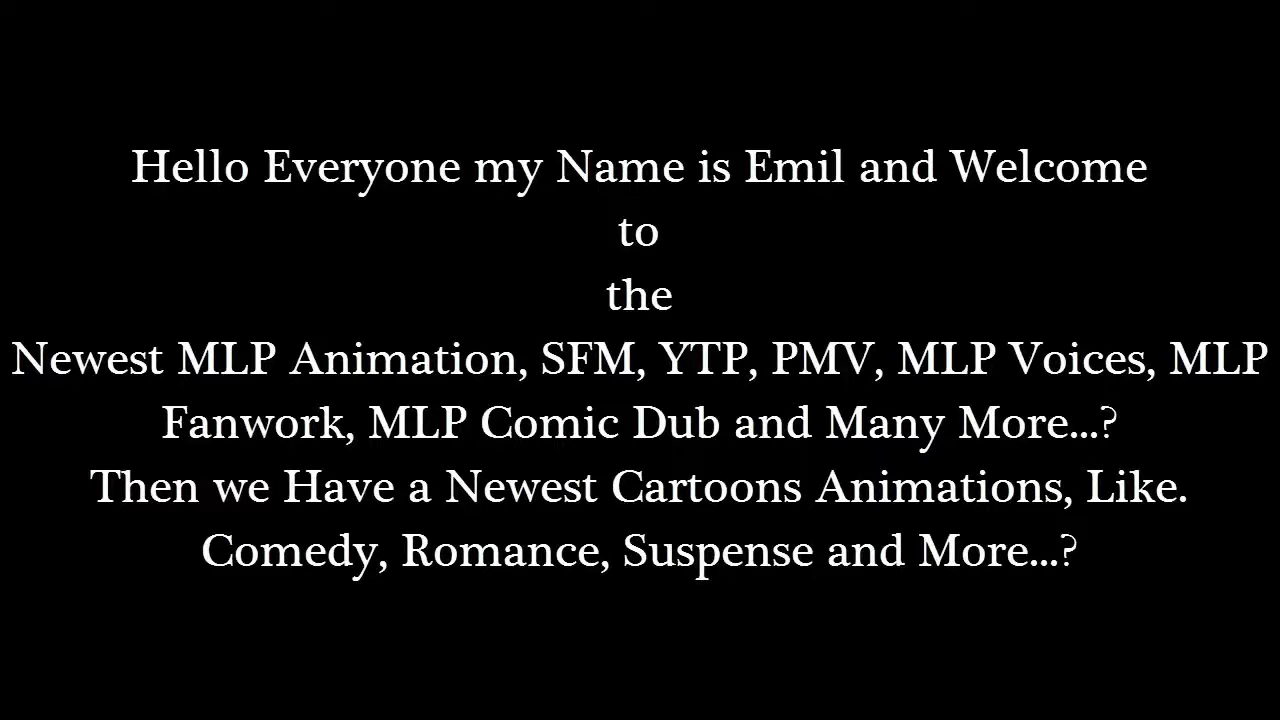 Hello Everyone my Name is Emil and Welcome
to
the
Newest MLP Animation, SFM, YTP, PMV, MLP Voices, MLP
Fanwork, MLP Comic Dub and Many More...?
Then we Have a Newest Cartoons Animations, Like.
Comedy, Romance, Suspense and More...?